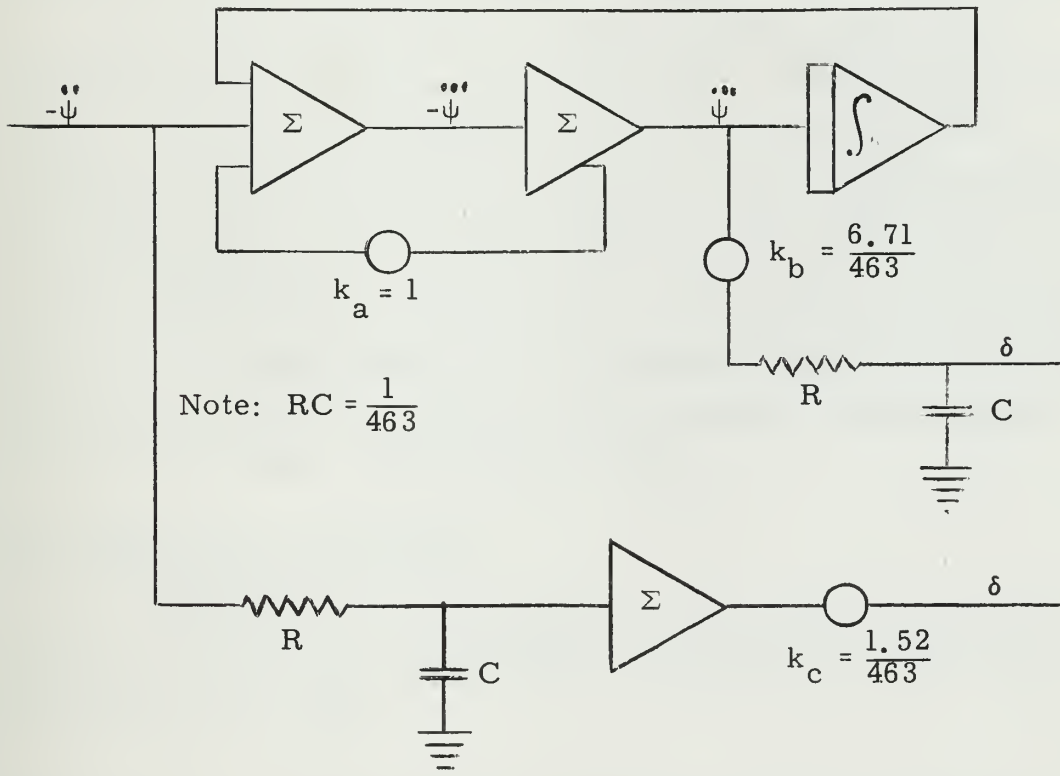 -ψ̈
Σ
-ψ⃛
Σ
ψ⃛
∫
k_a = 1
k_b = 6.71/463
δ
R
C
Note: RC = 1/463
R
C
Σ
δ
k_c = 1.52/463